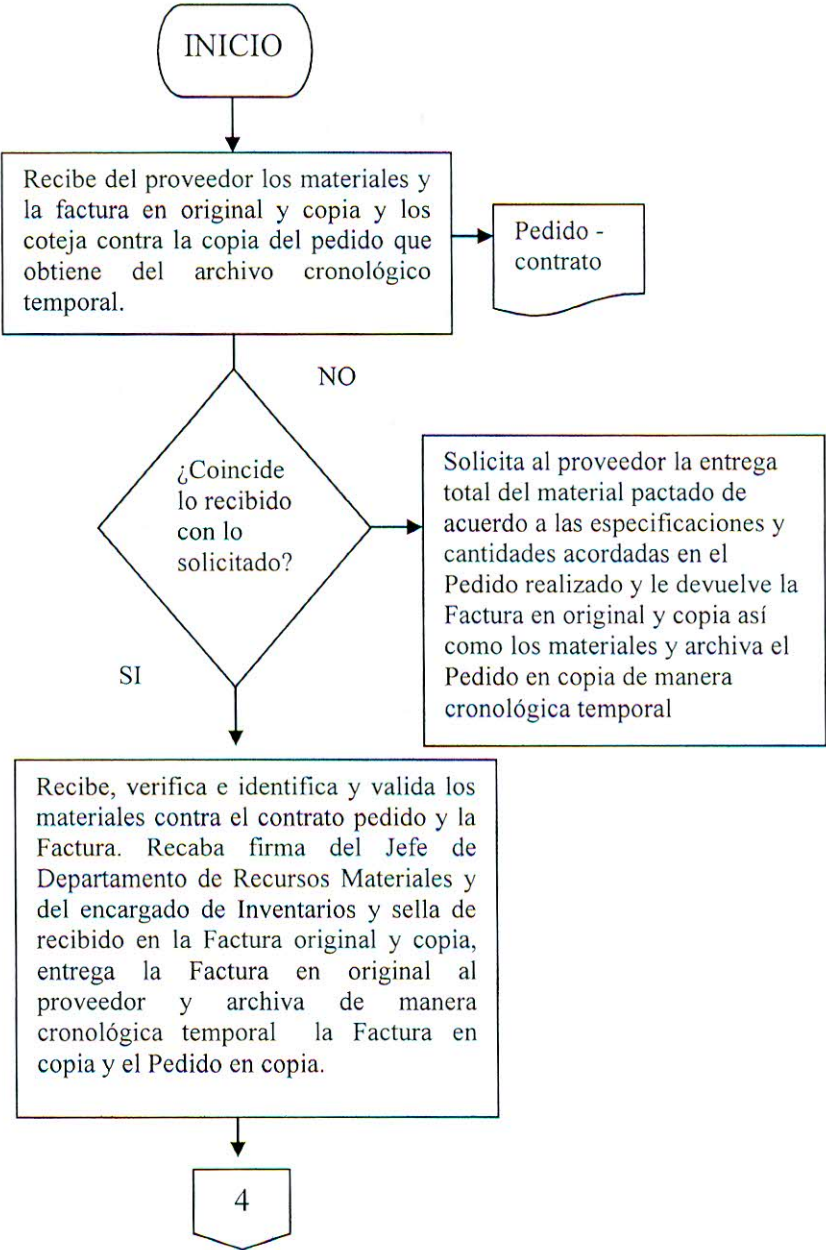 INICIO
Recibe del proveedor los materiales y
la factura en original y copia y los
coteja contra la copia del pedido que
obtiene del archivo cronológico
temporal.
Pedido -
contrato
NO
¿Coincide
lo recibido
con lo
solicitado?
Solicita al proveedor la entrega
total del material pactado de
acuerdo a las especificaciones y
cantidades acordadas en el
Pedido realizado y le devuelve la
Factura en original y copia así
como los materiales y archiva el
Pedido en copia de manera
cronológica temporal
SI
Recibe, verifica e identifica y valida los
materiales contra el contrato pedido y la
Factura. Recaba firma del Jefe de
Departamento de Recursos Materiales y
del encargado de Inventarios y sella de
recibido en la Factura original y copia,
entrega la Factura en original al
proveedor y archiva de manera
cronológica temporal la Factura en
copia y el Pedido en copia.
4